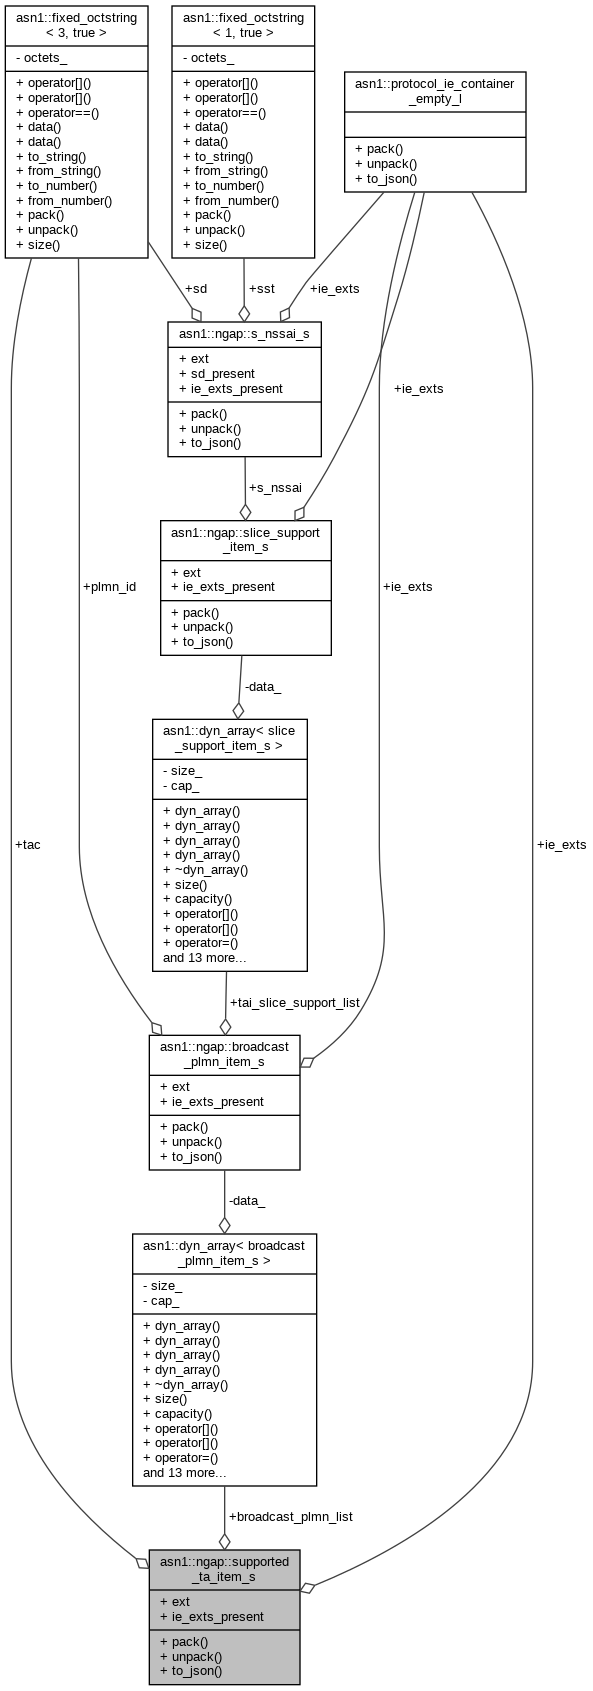 asn1::fixed_octstring
< 3, true >
- octets_
+ operator[]()
+ operator[]()
+ operator==()
+ data()
+ data()
+ to_string()
+ from_string()
+ to_number()
+ from_number()
+ pack()
+ unpack()
+ size()
asn1::fixed_octstring
< 1, true >
- octets_
+ operator[]()
+ operator[]()
+ operator==()
+ data()
+ data()
+ to_string()
+ from_string()
+ to_number()
+ from_number()
+ pack()
+ unpack()
+ size()
asn1::protocol_ie_container
_empty_l
+ pack()
+ unpack()
+ to_json()
+sd
+sst
+ie_exts
asn1::ngap::s_nssai_s
+ ext
+ sd_present
+ ie_exts_present
+ pack()
+ unpack()
+ to_json()
+ie_exts
+s_nssai
asn1::ngap::slice_support
_item_s
+ ext
+ ie_exts_present
+ pack()
+ unpack()
+ to_json()
+plmn_id
+ie_exts
-data_
asn1::dyn_array< slice
_support_item_s >
- size_
- cap_
+ dyn_array()
+ dyn_array()
+ dyn_array()
+ dyn_array()
+ ~dyn_array()
+ size()
+ capacity()
+ operator[]()
+ operator[]()
+ operator=()
and 13 more...
+tac
+ie_exts
+tai_slice_support_list
asn1::ngap::broadcast
_plmn_item_s
+ ext
+ ie_exts_present
+ pack()
+ unpack()
+ to_json()
-data_
asn1::dyn_array< broadcast
_plmn_item_s >
- size_
- cap_
+ dyn_array()
+ dyn_array()
+ dyn_array()
+ dyn_array()
+ ~dyn_array()
+ size()
+ capacity()
+ operator[]()
+ operator[]()
+ operator=()
and 13 more...
+broadcast_plmn_list
asn1::ngap::supported
_ta_item_s
+ ext
+ ie_exts_present
+ pack()
+ unpack()
+ to_json()